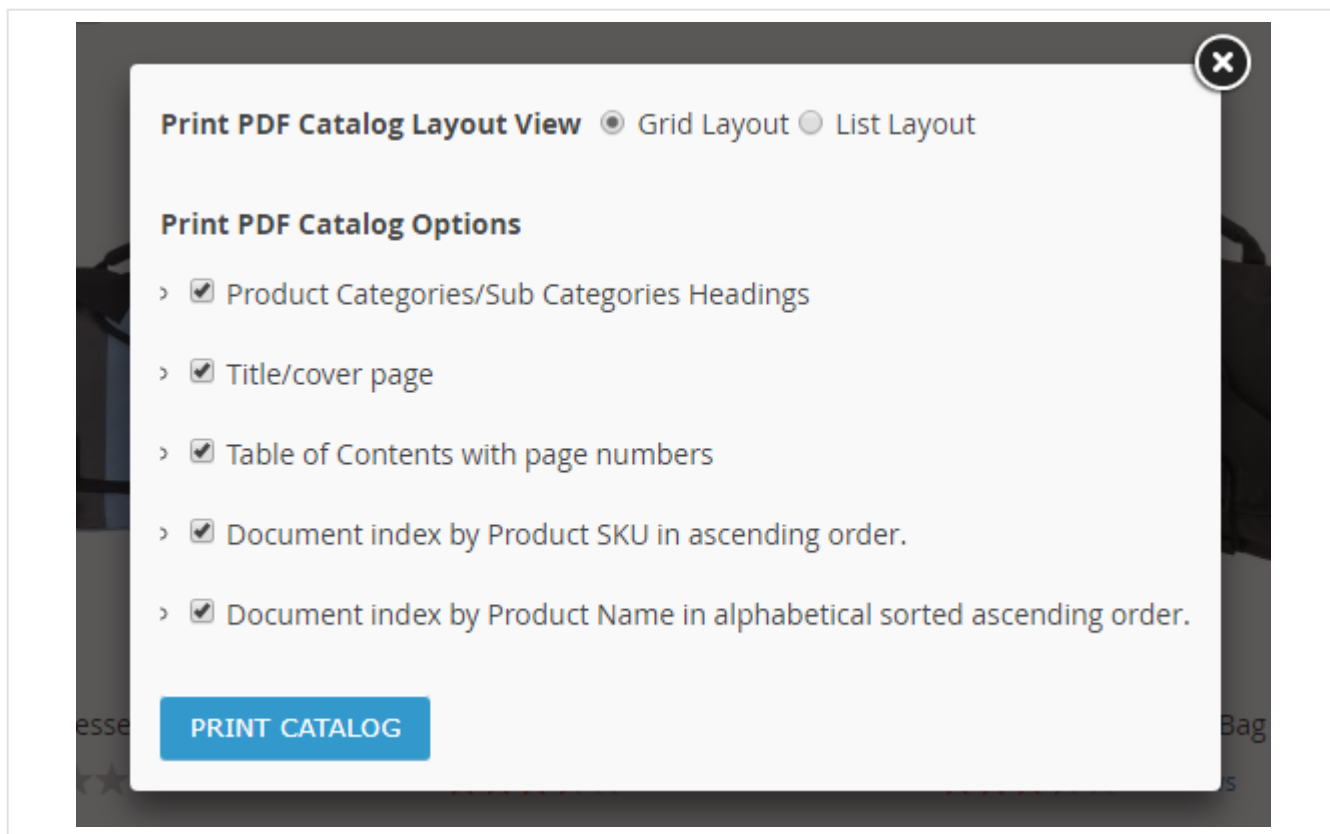 Print PDF Catalog Layout View Grid Layout List Layout
Print PDF Catalog Options
Product Categories/Sub Categories Headings
Title/cover page
Table of Contents with page numbers
Document index by Product SKU in ascending order.
Document index by Product Name in alphabetical sorted ascending order.
PRINT CATALOG
Bag